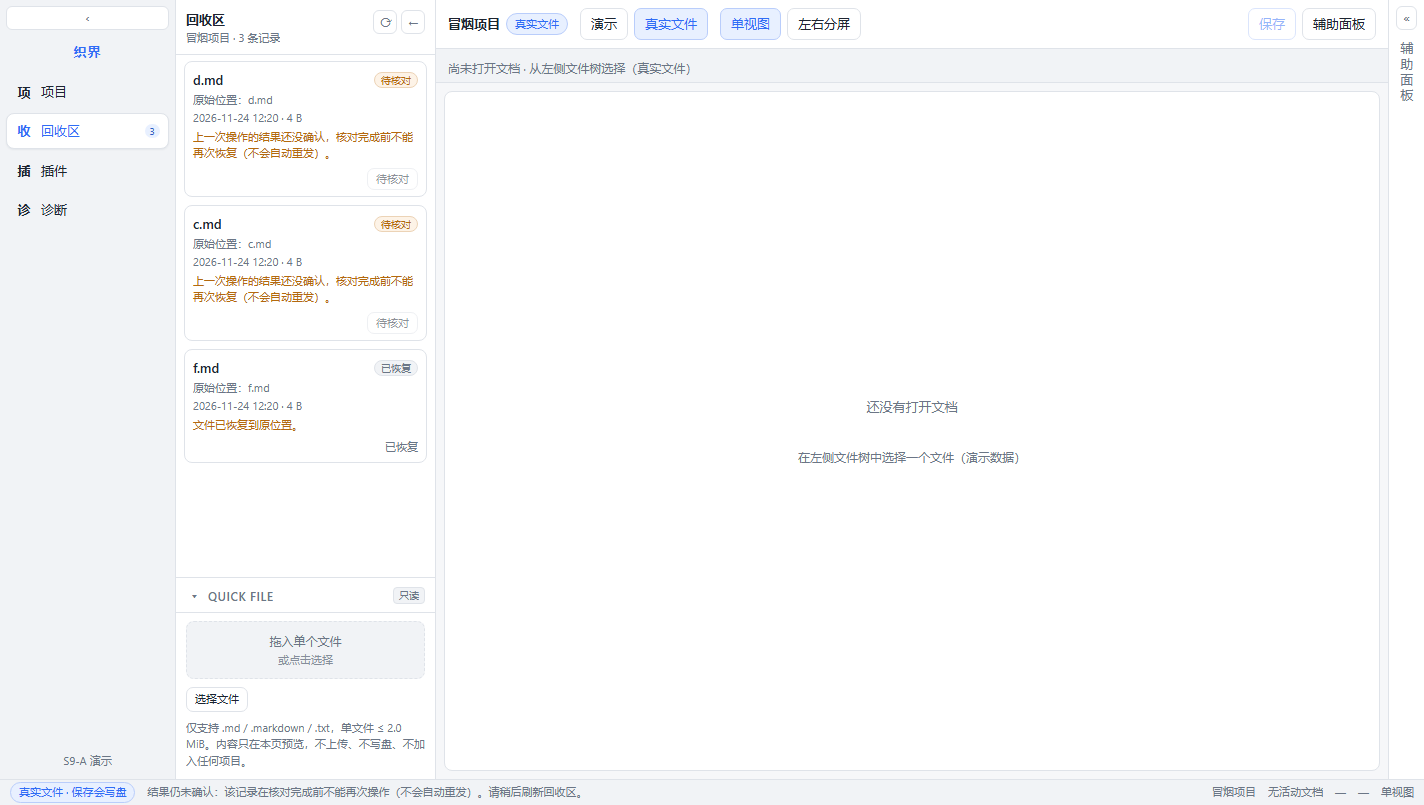 ‹
织界
项 项目
收 回收区 3
插 插件
诊 诊断
S9-A 演示
回收区
冒烟项目 · 3 条记录
⟳ ←
d.md 待核对
原始位置：d.md
2026-11-24 12:20 · 4 B
上一次操作的结果还没确认，核对完成前不能
再次恢复（不会自动重发）。
待核对
c.md 待核对
原始位置：c.md
2026-11-24 12:20 · 4 B
上一次操作的结果还没确认，核对完成前不能
再次恢复（不会自动重发）。
待核对
f.md 已恢复
原始位置：f.md
2026-11-24 12:20 · 4 B
文件已恢复到原位置。
已恢复
▾ QUICK FILE 只读
拖入单个文件
或点击选择
选择文件
仅支持 .md / .markdown / .txt，单文件 ≤ 2.0
MiB。内容只在本页预览，不上传、不写盘、不加
入任何项目。
冒烟项目 真实文件 演示 真实文件 单视图 左右分屏 保存 辅助面板
尚未打开文档 · 从左侧文件树选择（真实文件）
还没有打开文档
在左侧文件树中选择一个文件（演示数据）
«
辅助面板
真实文件 · 保存会写盘 结果仍未确认：该记录在核对完成前不能再次操作（不会自动重发）。请稍后刷新回收区。 冒烟项目 无活动文档 — — 单视图